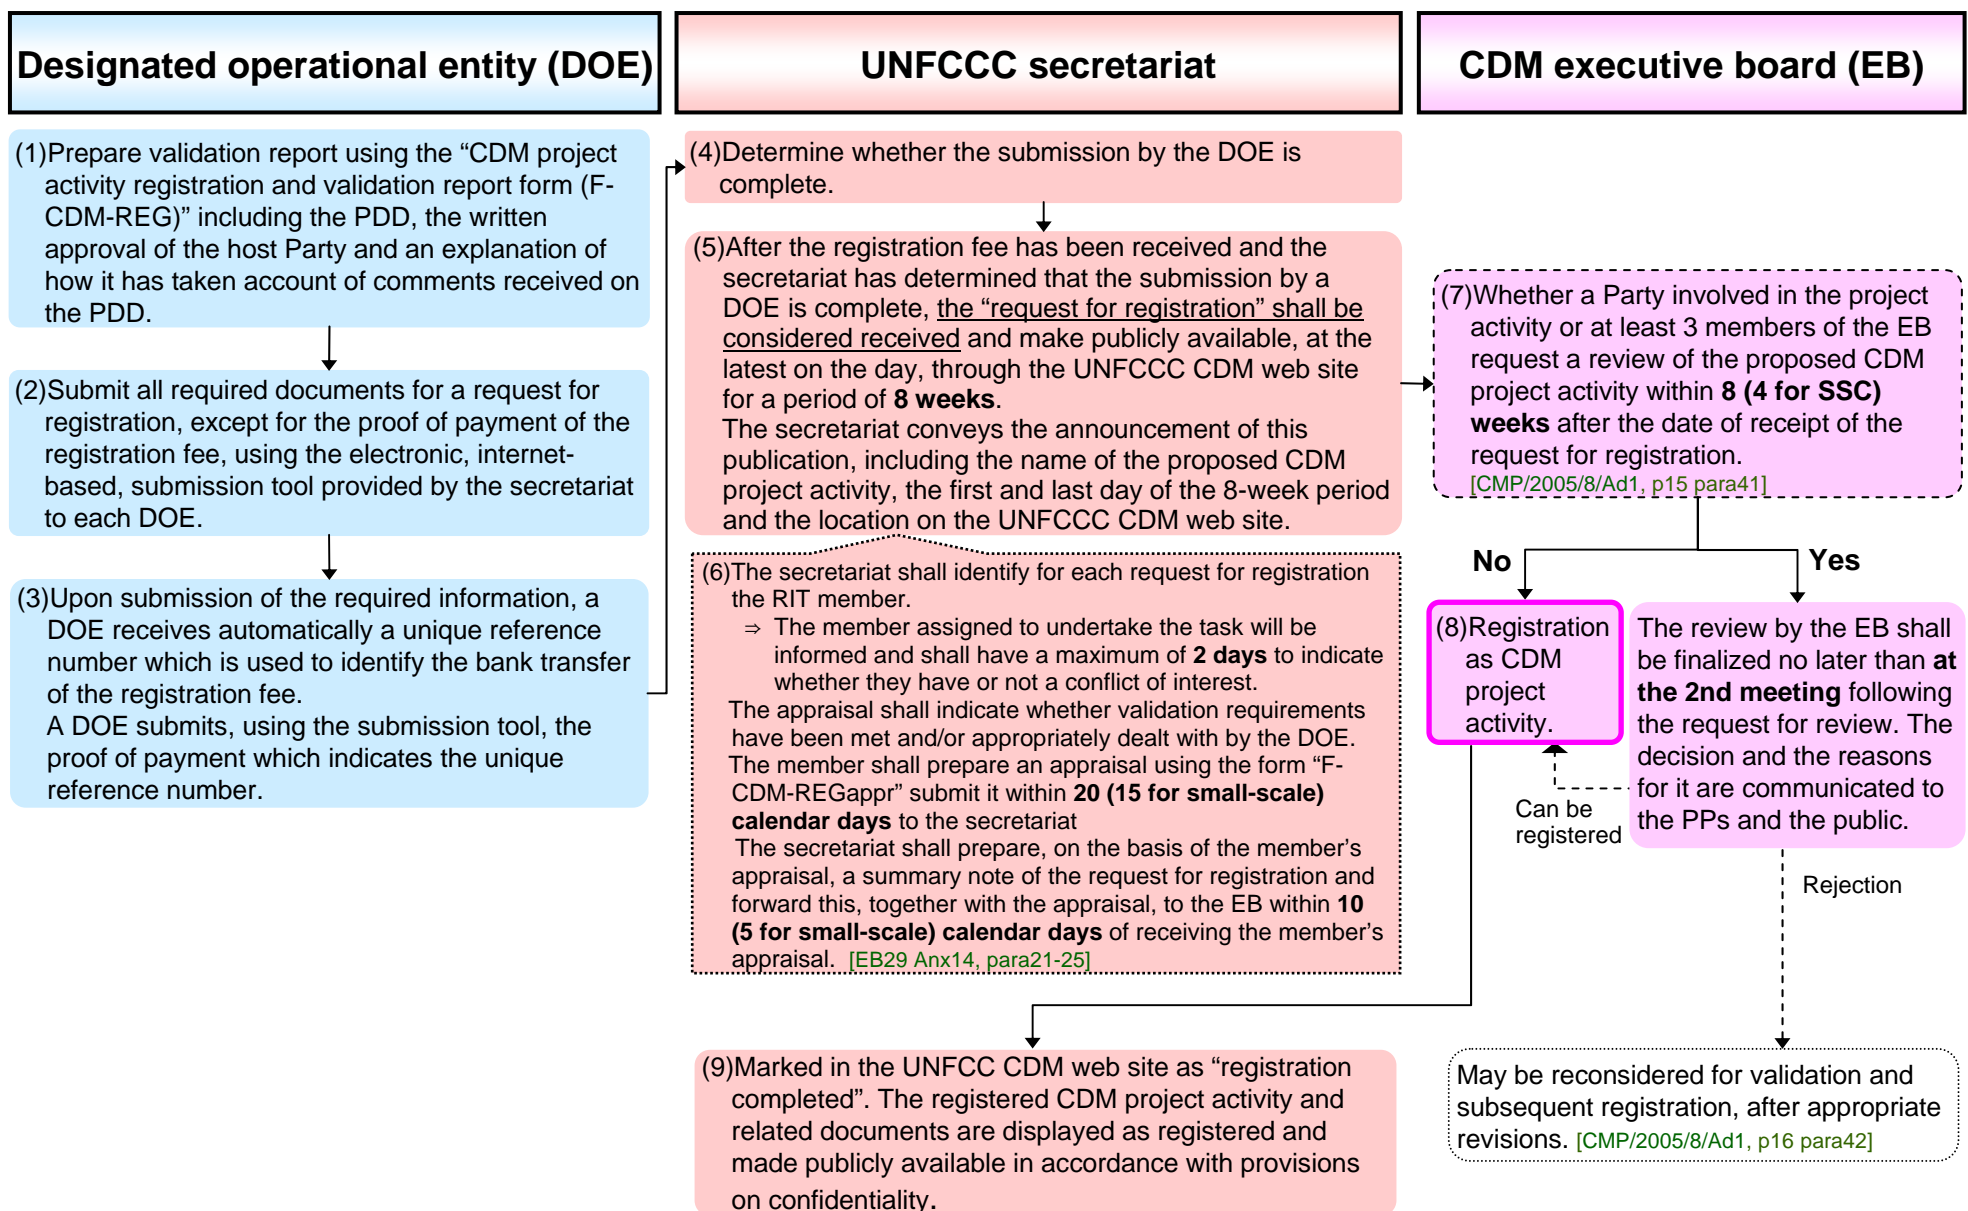 Designated operational entity (DOE)
UNFCCC secretariat
CDM executive board (EB)
(1)Prepare validation report using the “CDM project
activity registration and validation report form (F-
CDM-REG)” including the PDD, the written
approval of the host Party and an explanation of
how it has taken account of comments received on
the PDD.
(2)Submit all required documents for a request for
registration, except for the proof of payment of the
registration fee, using the electronic, internet-
based, submission tool provided by the secretariat
to each DOE.
(3)Upon submission of the required information, a
DOE receives automatically a unique reference
number which is used to identify the bank transfer
of the registration fee.
A DOE submits, using the submission tool, the
proof of payment which indicates the unique
reference number.
(4)Determine whether the submission by the DOE is
complete.
(5)After the registration fee has been received and the
secretariat has determined that the submission by a
DOE is complete, the “request for registration” shall be
considered received and make publicly available, at the
latest on the day, through the UNFCCC CDM web site
for a period of 8 weeks.
The secretariat conveys the announcement of this
publication, including the name of the proposed CDM
project activity, the first and last day of the 8-week period
and the location on the UNFCCC CDM web site.
(6)The secretariat shall identify for each request for registration
the RIT member.
⇒ The member assigned to undertake the task will be
informed and shall have a maximum of 2 days to indicate
whether they have or not a conflict of interest.
The appraisal shall indicate whether validation requirements
have been met and/or appropriately dealt with by the DOE.
The member shall prepare an appraisal using the form “F-
CDM-REGappr” submit it within 20 (15 for small-scale)
calendar days to the secretariat
The secretariat shall prepare, on the basis of the member’s
appraisal, a summary note of the request for registration and
forward this, together with the appraisal, to the EB within 10
(5 for small-scale) calendar days of receiving the member’s
appraisal. [EB29 Anx14, para21-25]
(7)Whether a Party involved in the project
activity or at least 3 members of the EB
request a review of the proposed CDM
project activity within 8 (4 for SSC)
weeks after the date of receipt of the
request for registration.
[CMP/2005/8/Ad1, p15 para41]
No
Yes
(8)Registration
as CDM
project
activity.
The review by the EB shall
be finalized no later than at
the 2nd meeting following
the request for review. The
decision and the reasons
for it are communicated to
the PPs and the public.
Can be
registered
Rejection
(9)Marked in the UNFCC CDM web site as “registration
completed”. The registered CDM project activity and
related documents are displayed as registered and
made publicly available in accordance with provisions
on confidentiality.
May be reconsidered for validation and
subsequent registration, after appropriate
revisions. [CMP/2005/8/Ad1, p16 para42]